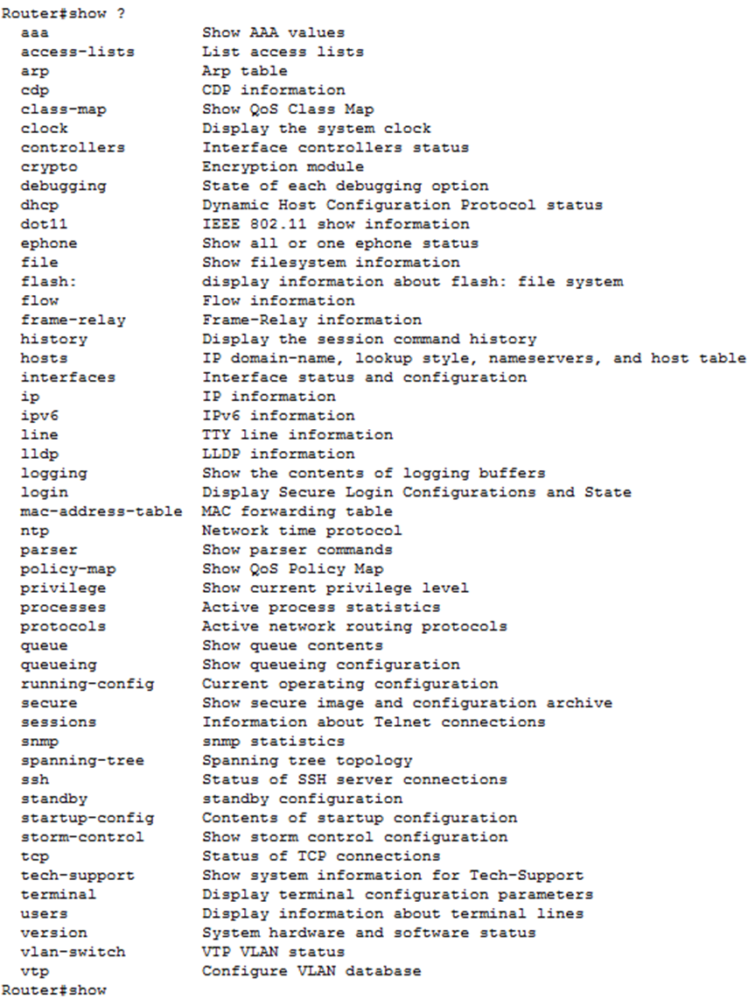 Router#show ?
  aaa                Show AAA values
  access-lists       List access lists
  arp                Arp table
  cdp                CDP information
  class-map          Show QoS Class Map
  clock              Display the system clock
  controllers        Interface controllers status
  crypto             Encryption module
  debugging          State of each debugging option
  dhcp               Dynamic Host Configuration Protocol status
  dot11              IEEE 802.11 show information
  ephone             Show all or one ephone status
  file               Show filesystem information
  flash:             display information about flash: file system
  flow               Flow information
  frame-relay        Frame-Relay information
  history            Display the session command history
  hosts              IP domain-name, lookup style, nameservers, and host table
  interfaces         Interface status and configuration
  ip                 IP information
  ipv6               IPv6 information
  line               TTY line information
  lldp               LLDP information
  logging            Show the contents of logging buffers
  login              Display Secure Login Configurations and State
  mac-address-table  MAC forwarding table
  ntp                Network time protocol
  parser             Show parser commands
  policy-map         Show QoS Policy Map
  privilege          Show current privilege level
  processes          Active process statistics
  protocols          Active network routing protocols
  queue              Show queue contents
  queueing           Show queueing configuration
  running-config     Current operating configuration
  secure             Show secure image and configuration archive
  sessions           Information about Telnet connections
  snmp               snmp statistics
  spanning-tree      Spanning tree topology
  ssh                Status of SSH server connections
  standby            standby configuration
  startup-config     Contents of startup configuration
  storm-control      Show storm control configuration
  tcp                Status of TCP connections
  tech-support       Show system information for Tech-Support
  terminal           Display terminal configuration parameters
  users              Display information about terminal lines
  version            System hardware and software status
  vlan-switch        VTP VLAN status
  vtp                Configure VLAN database
Router#show